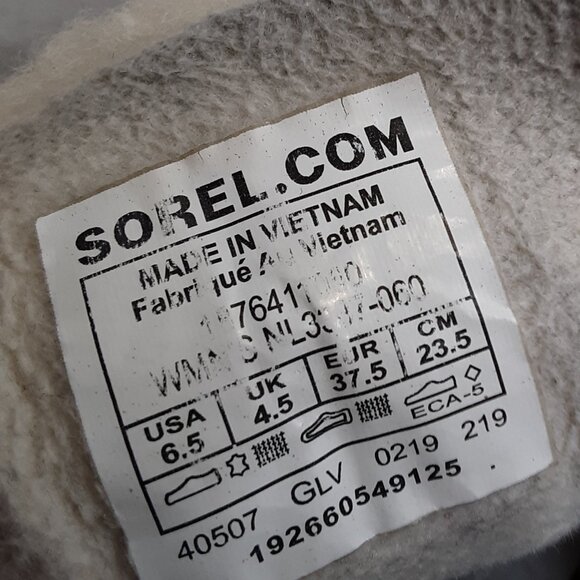 SOREL.COM
MADE IN VIETNAM
Fabriqué Au Vietnam
USA UK EUR CM
6.5 4.5 37.5 23.5
ECA-5
40507 GLV 0219 219
192660549125